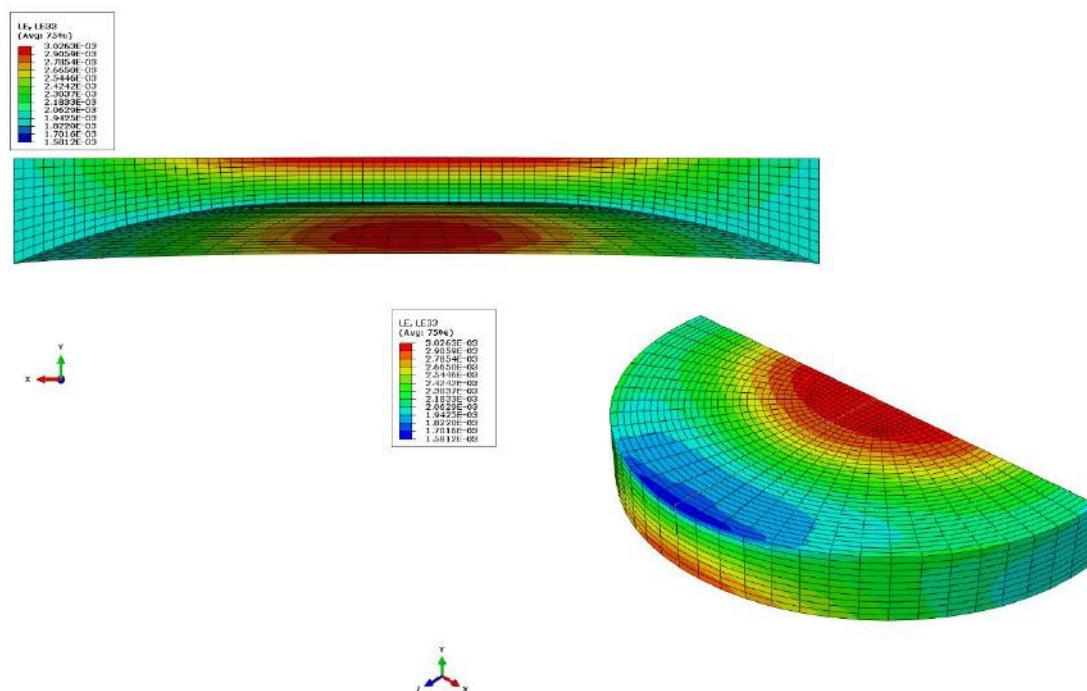 LE, LE33
(Avg: 75%)
3.0263E-03
2.9059E-03
2.7854E-03
2.6650E-03
2.5446E-03
2.4242E-03
2.3037E-03
2.1833E-03
2.0629E-03
1.9425E-03
1.8220E-03
1.7016E-03
1.5812E-03
Y
X
LE, LE33
(Avg: 75%)
3.0263E-03
2.9059E-03
2.7854E-03
2.6650E-03
2.5446E-03
2.4242E-03
2.3037E-03
2.1833E-03
2.0629E-03
1.9425E-03
1.8220E-03
1.7016E-03
1.5812E-03
Y
Z
X